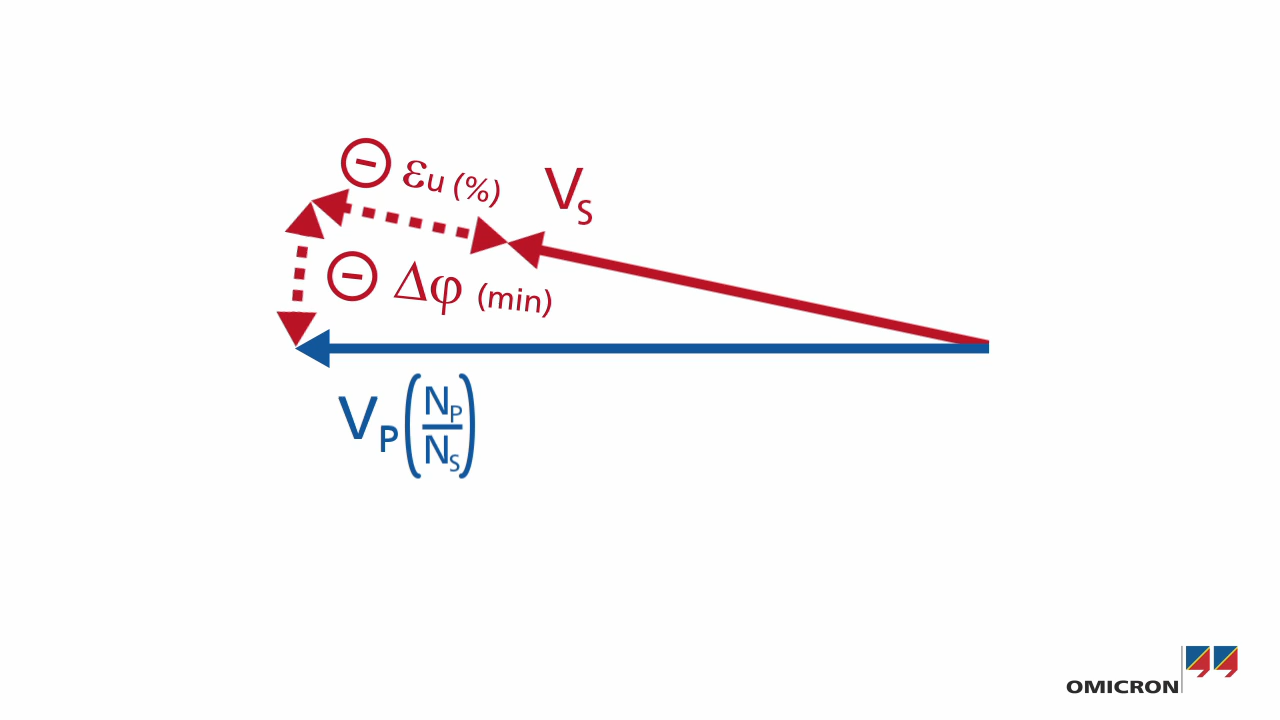 ⊖ εu (%)
VS
⊖ Δφ (min)
VP(NP/NS)
OMICRON